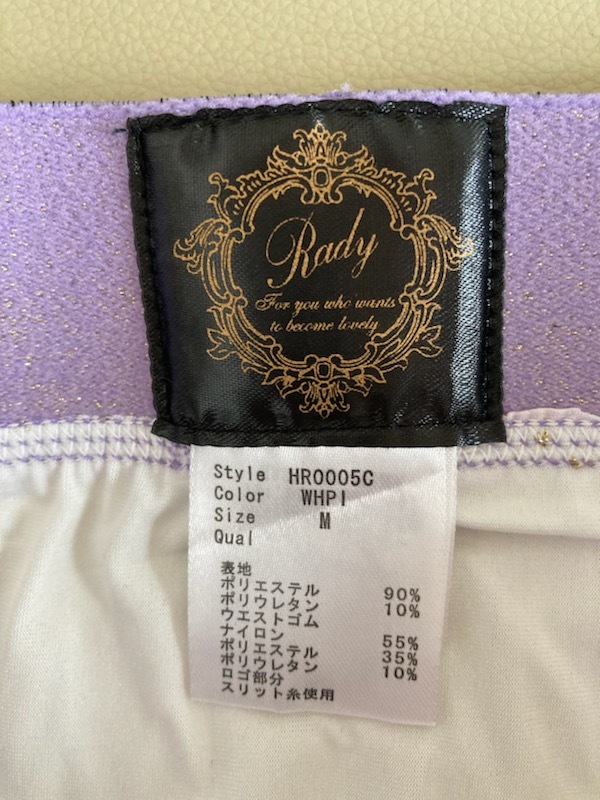 Rady
For you who wants
to become lovely
Style HR0005C
Color WHPI
Size M
Qual
表地
ポリエステル 90%
ポリウレタン 10%
ウエストゴム
ナイロン 55%
ポリエステル 35%
ポリウレタン 10%
ロゴ部分
スリット糸使用